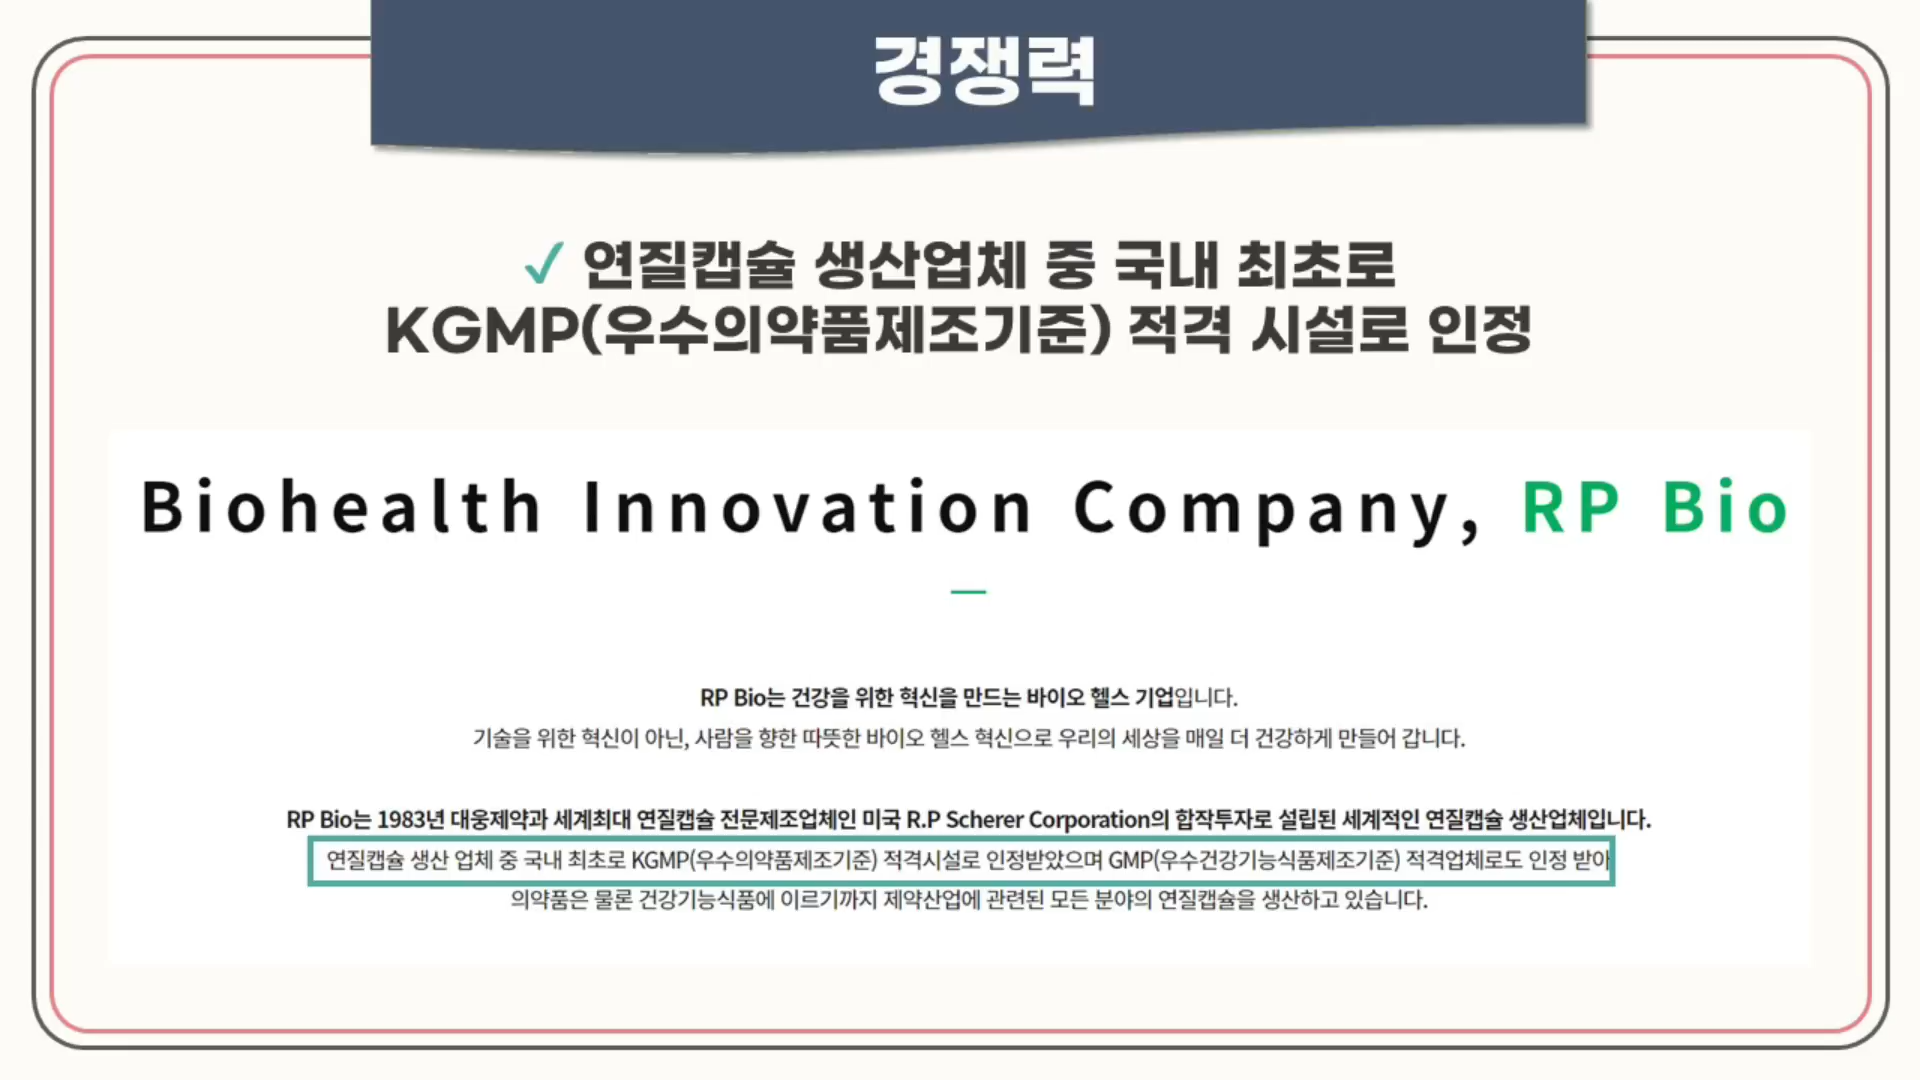 경쟁력
✓ 연질캡슐 생산업체 중 국내 최초로
KGMP(우수의약품제조기준) 적격 시설로 인정
Biohealth Innovation Company, RP Bio
RP Bio는 건강을 위한 혁신을 만드는 바이오 헬스 기업입니다.
기술을 위한 혁신이 아닌, 사람을 향한 따뜻한 바이오 헬스 혁신으로 우리의 세상을 매일 더 건강하게 만들어 갑니다.
RP Bio는 1983년 대웅제약과 세계최대 연질캡슐 전문제조업체인 미국 R.P Scherer Corporation의 합작투자로 설립된 세계적인 연질캡슐 생산업체입니다.
연질캡슐 생산 업체 중 국내 최초로 KGMP(우수의약품제조기준) 적격시설로 인정받았으며 GMP(우수건강기능식품제조기준) 적격업체로도 인정 받아
의약품은 물론 건강기능식품에 이르기까지 제약산업에 관련된 모든 분야의 연질캡슐을 생산하고 있습니다.